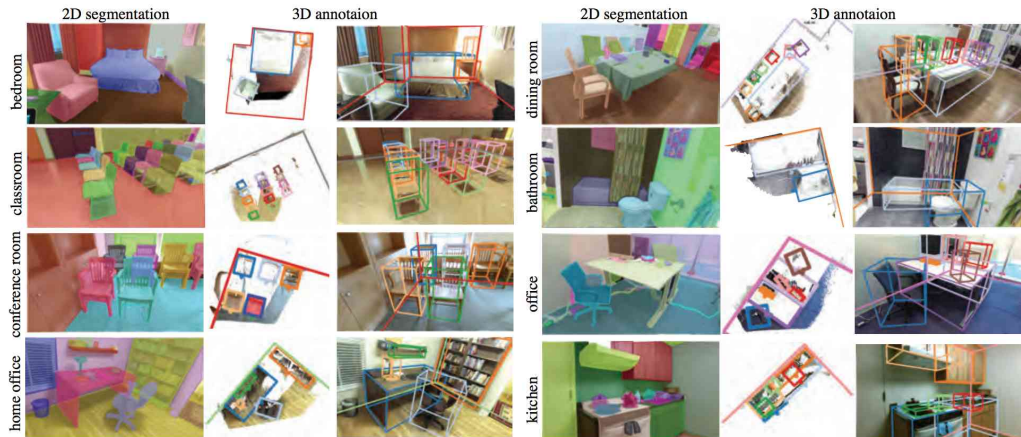 2D segmentation
3D annotaion
2D segmentation
3D annotaion
bedroom
dining room
classroom
bathroom
conference room
office
home office
kitchen